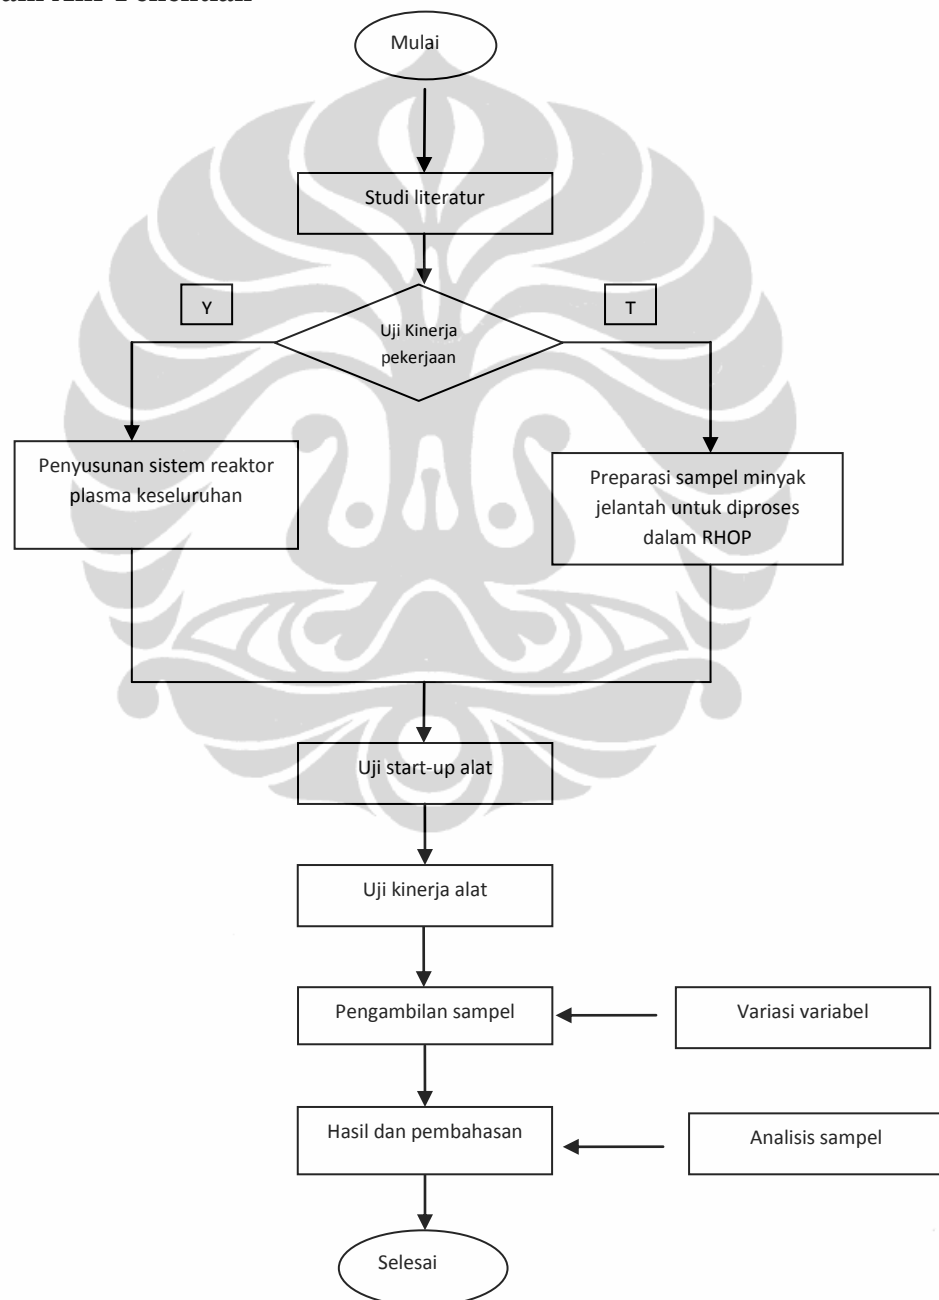 Mulai
Studi literatur
Y
T
Uji Kinerja
pekerjaan
Penyusunan sistem reaktor
plasma keseluruhan
Preparasi sampel minyak
jelantah untuk diproses
dalam RHOP
Uji start-up alat
Uji kinerja alat
Pengambilan sampel
Variasi variabel
Hasil dan pembahasan
Analisis sampel
Selesai